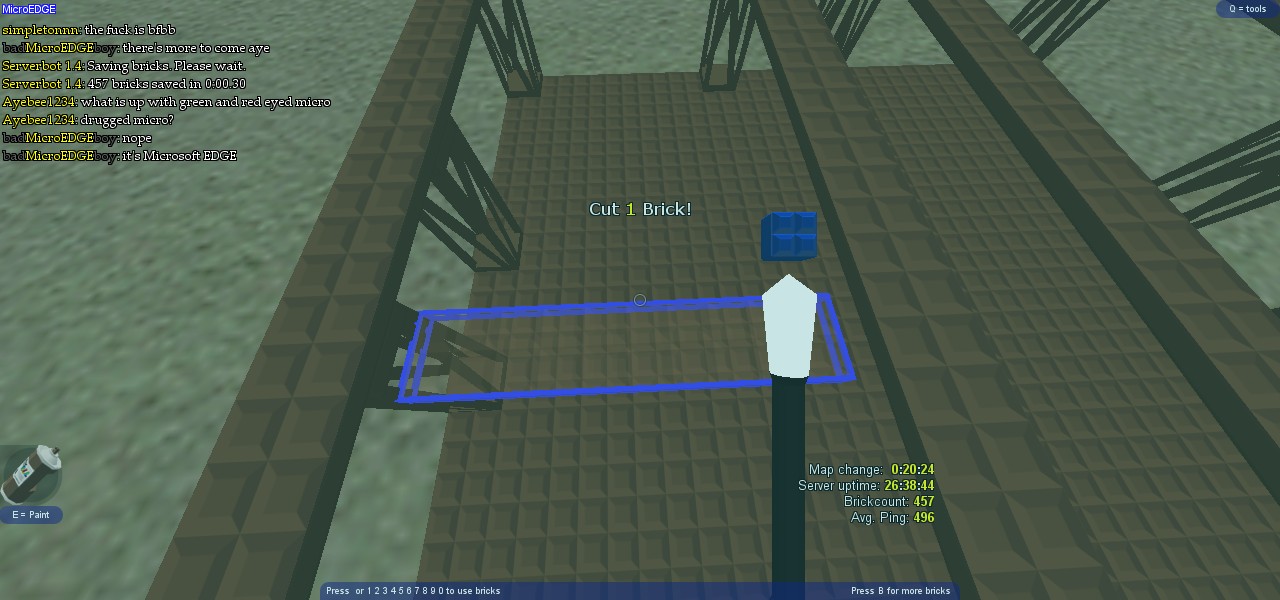 MicroEDGE
Q = tools
simpletonnn: the fuck is bfbb
badMicroEDGEboy: there's more to come aye
Serverbot 1.4: Saving bricks. Please wait.
Serverbot 1.4: 457 bricks saved in 0:00.30
Ayebee1234: what is up with green and red eyed micro
Ayebee1234: drugged micro?
badMicroEDGEboy: nope
badMicroEDGEboy: it's Microsoft EDGE
Cut 1 Brick!
Map change: 0:20:24
Server uptime: 26:38:44
Brickcount: 457
Avg. Ping: 496
E = Paint
Press or 1 2 3 4 5 6 7 8 9 0 to use bricks
Press B for more bricks